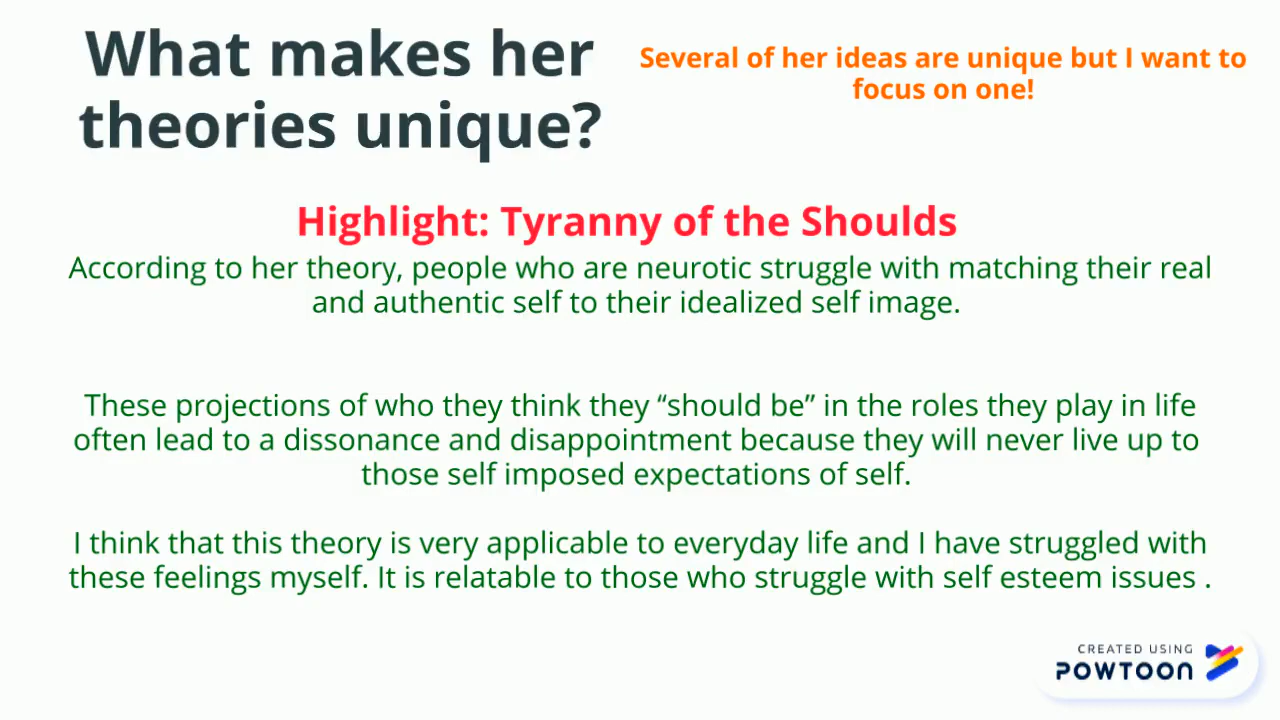 What makes her
theories unique?
Several of her ideas are unique but I want to
focus on one!
Highlight: Tyranny of the Shoulds
According to her theory, people who are neurotic struggle with matching their real
and authentic self to their idealized self image.
These projections of who they think they “should be” in the roles they play in life
often lead to a dissonance and disappointment because they will never live up to
those self imposed expectations of self.
I think that this theory is very applicable to everyday life and I have struggled with
these feelings myself. It is relatable to those who struggle with self esteem issues .
CREATED USING
POWTOON